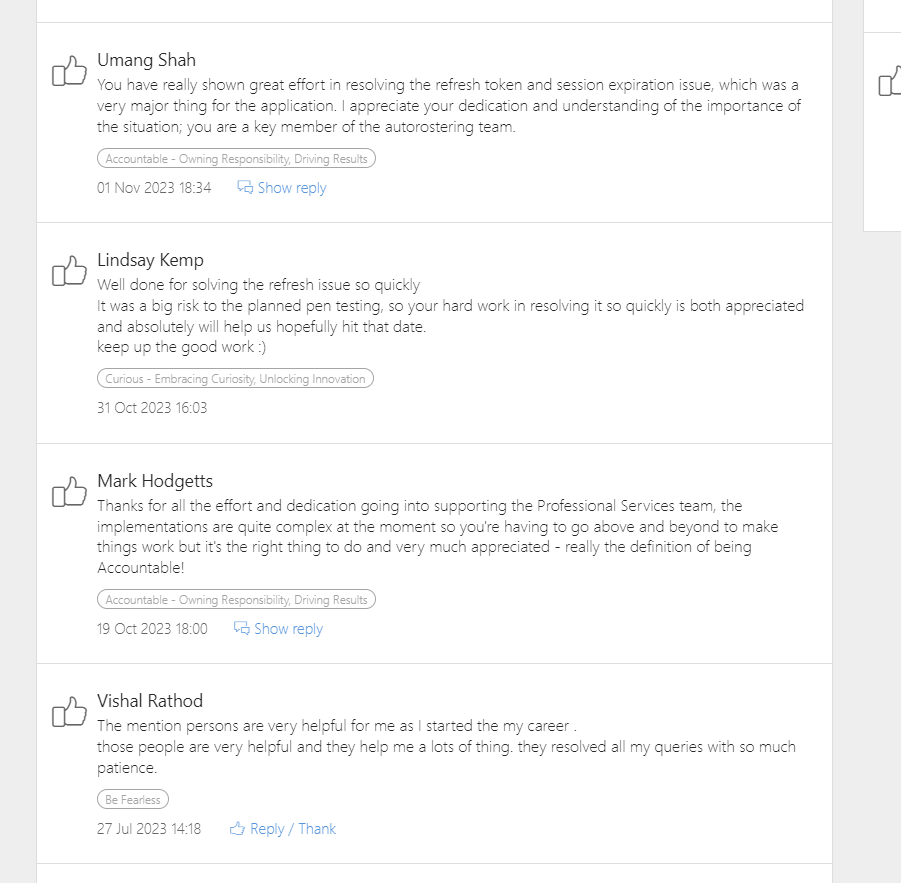 Umang Shah
You have really shown great effort in resolving the refresh token and session expiration issue, which was a
very major thing for the application. I appreciate your dedication and understanding of the importance of
the situation; you are a key member of the autorostering team.
Accountable - Owning Responsibility, Driving Results
01 Nov 2023 18:34 Show reply
Lindsay Kemp
Well done for solving the refresh issue so quickly
It was a big risk to the planned pen testing, so your hard work in resolving it so quickly is both appreciated
and absolutely will help us hopefully hit that date.
keep up the good work :)
Curious - Embracing Curiosity, Unlocking Innovation
31 Oct 2023 16:03
Mark Hodgetts
Thanks for all the effort and dedication going into supporting the Professional Services team, the
implementations are quite complex at the moment so you're having to go above and beyond to make
things work but it's the right thing to do and very much appreciated - really the definition of being
Accountable!
Accountable - Owning Responsibility, Driving Results
19 Oct 2023 18:00 Show reply
Vishal Rathod
The mention persons are very helpful for me as I started the my career .
those people are very helpful and they help me a lots of thing. they resolved all my queries with so much
patience.
Be Fearless
27 Jul 2023 14:18 Reply / Thank